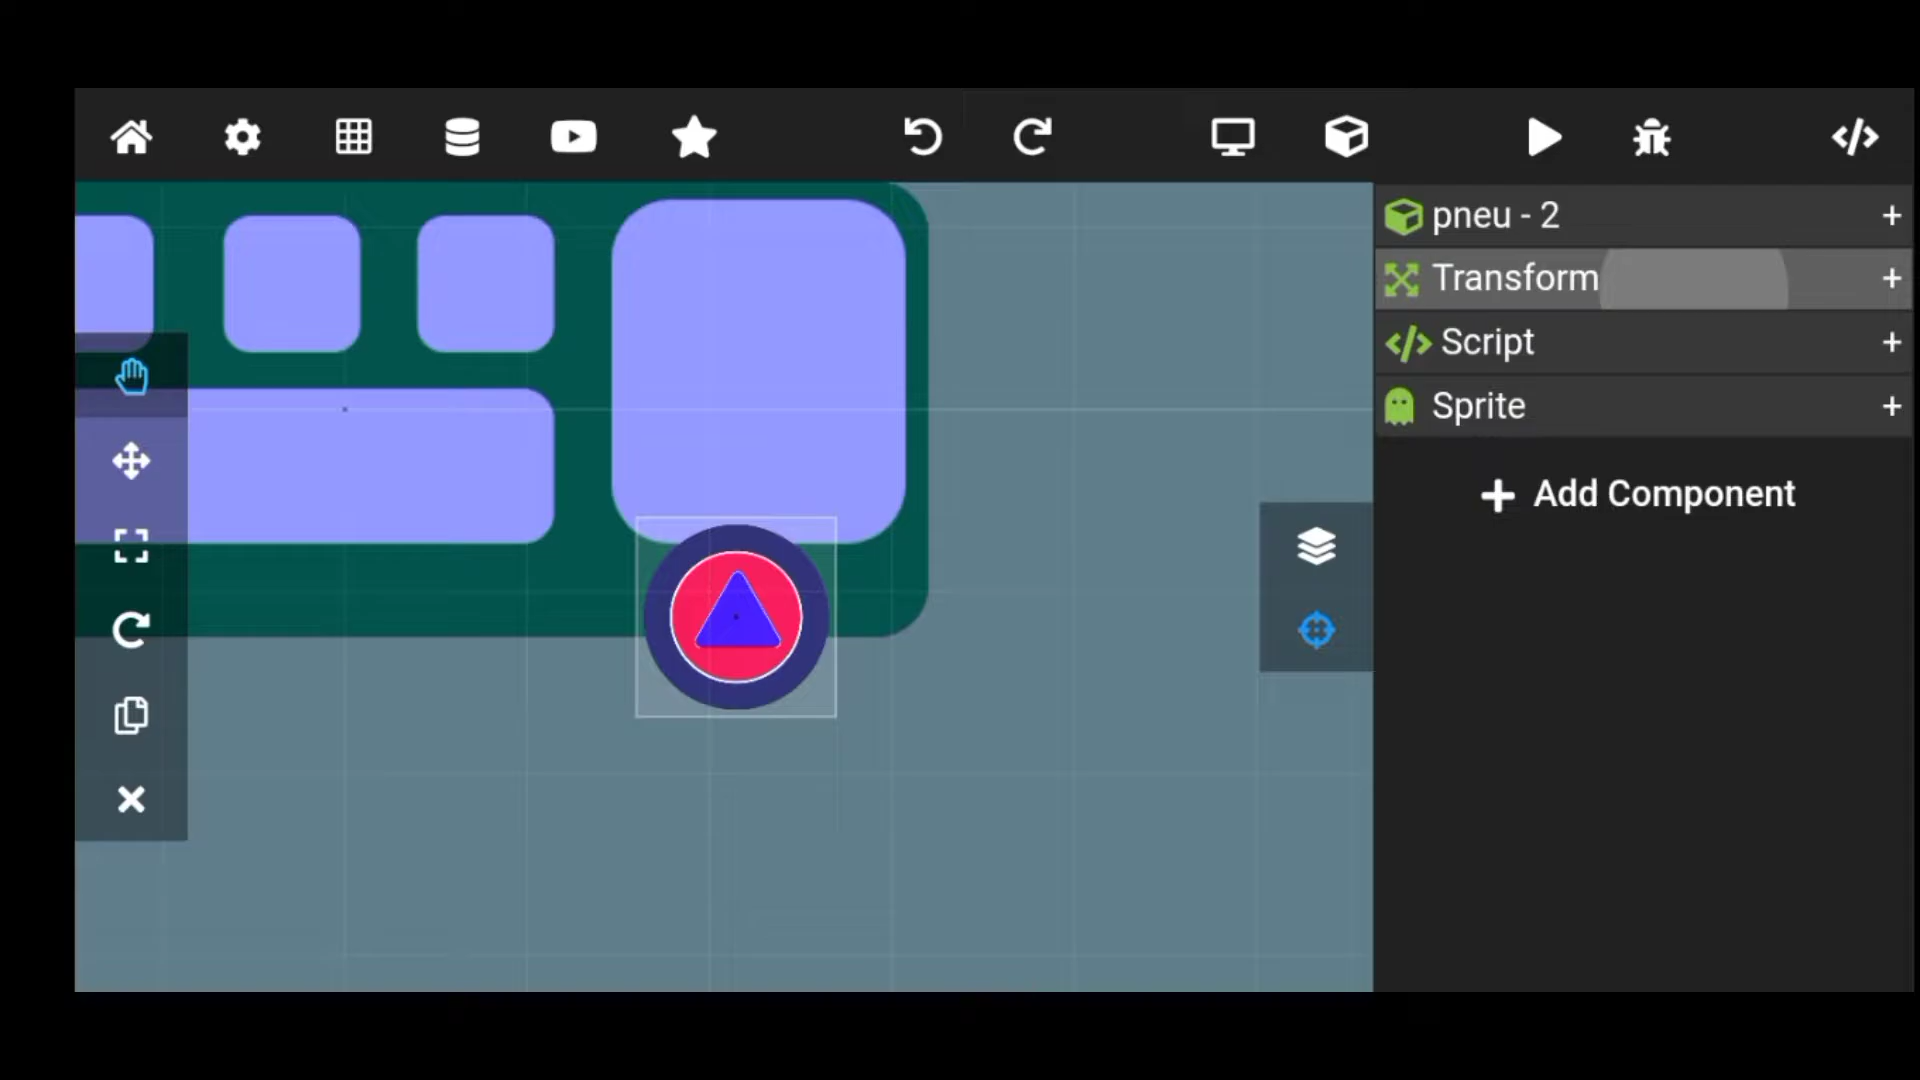 pneu - 2
Transform
Script
Sprite
Add Component